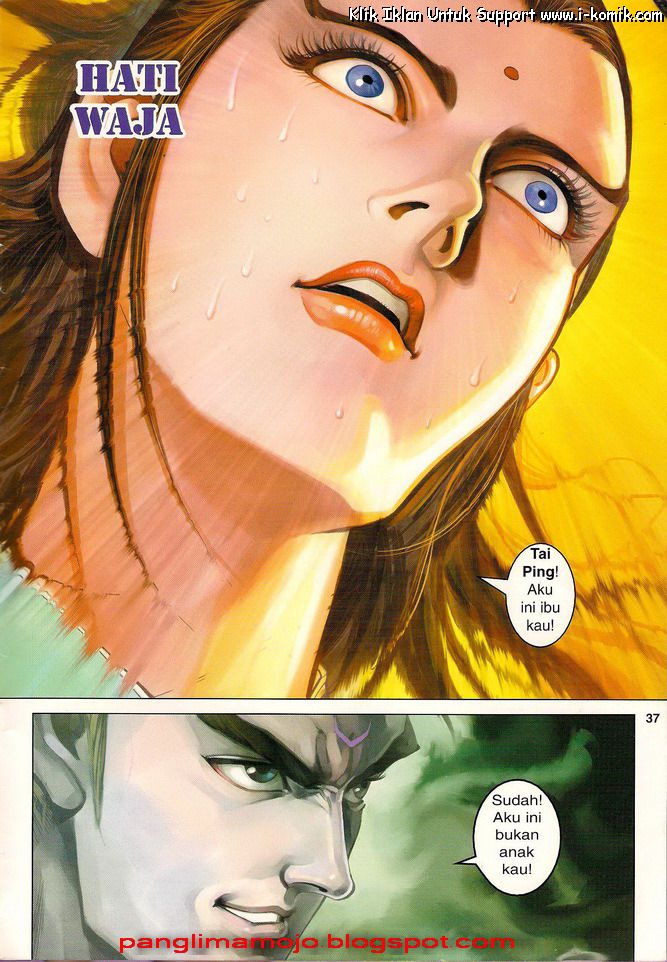 Klik Iklan Untuk Support www.i-komik.com
HATI
WAJA
Tai
Ping!
Aku
ini ibu
kau!
37
Sudah!
Aku ini
bukan
anak
kau!
panglimamojo.blogspot.com